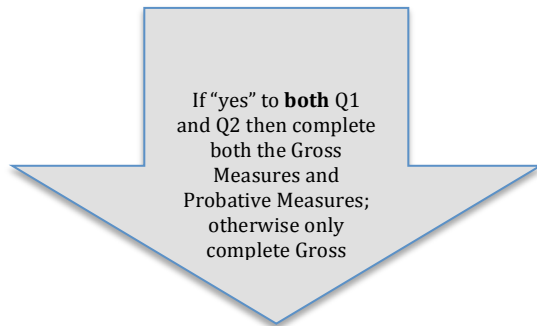 If “yes” to both Q1
and Q2 then complete
both the Gross
Measures and
Probative Measures;
otherwise only
complete Gross